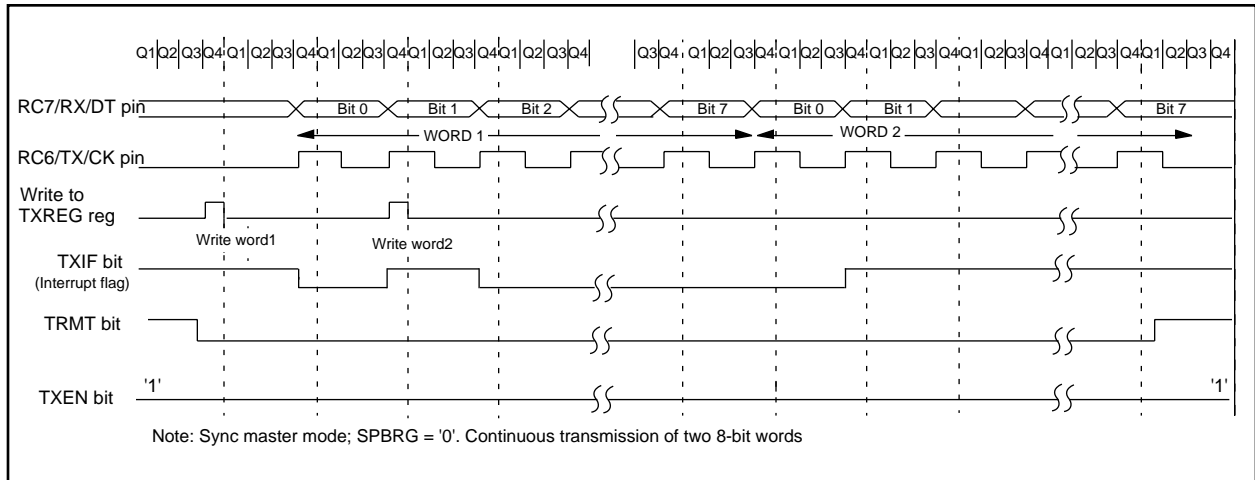 Q1 Q2 Q3 Q4 Q1 Q2 Q3 Q4 Q1 Q2 Q3 Q4 Q1 Q2 Q3 Q4 Q1 Q2 Q3 Q4 Q3 Q4 Q1 Q2 Q3 Q4 Q1 Q2 Q3 Q4 Q1 Q2 Q3 Q4 Q1 Q2 Q3 Q4 Q1 Q2 Q3 Q4 Q1 Q2 Q3 Q4
RC7/RX/DT pin
Bit 0 Bit 1 Bit 2 Bit 7 Bit 0 Bit 1 Bit 7
WORD 1 WORD 2
RC6/TX/CK pin
Write to
TXREG reg
Write word1 Write word2
TXIF bit
(Interrupt flag)
TRMT bit
TXEN bit '1' '1'
Note: Sync master mode; SPBRG = '0'. Continuous transmission of two 8-bit words